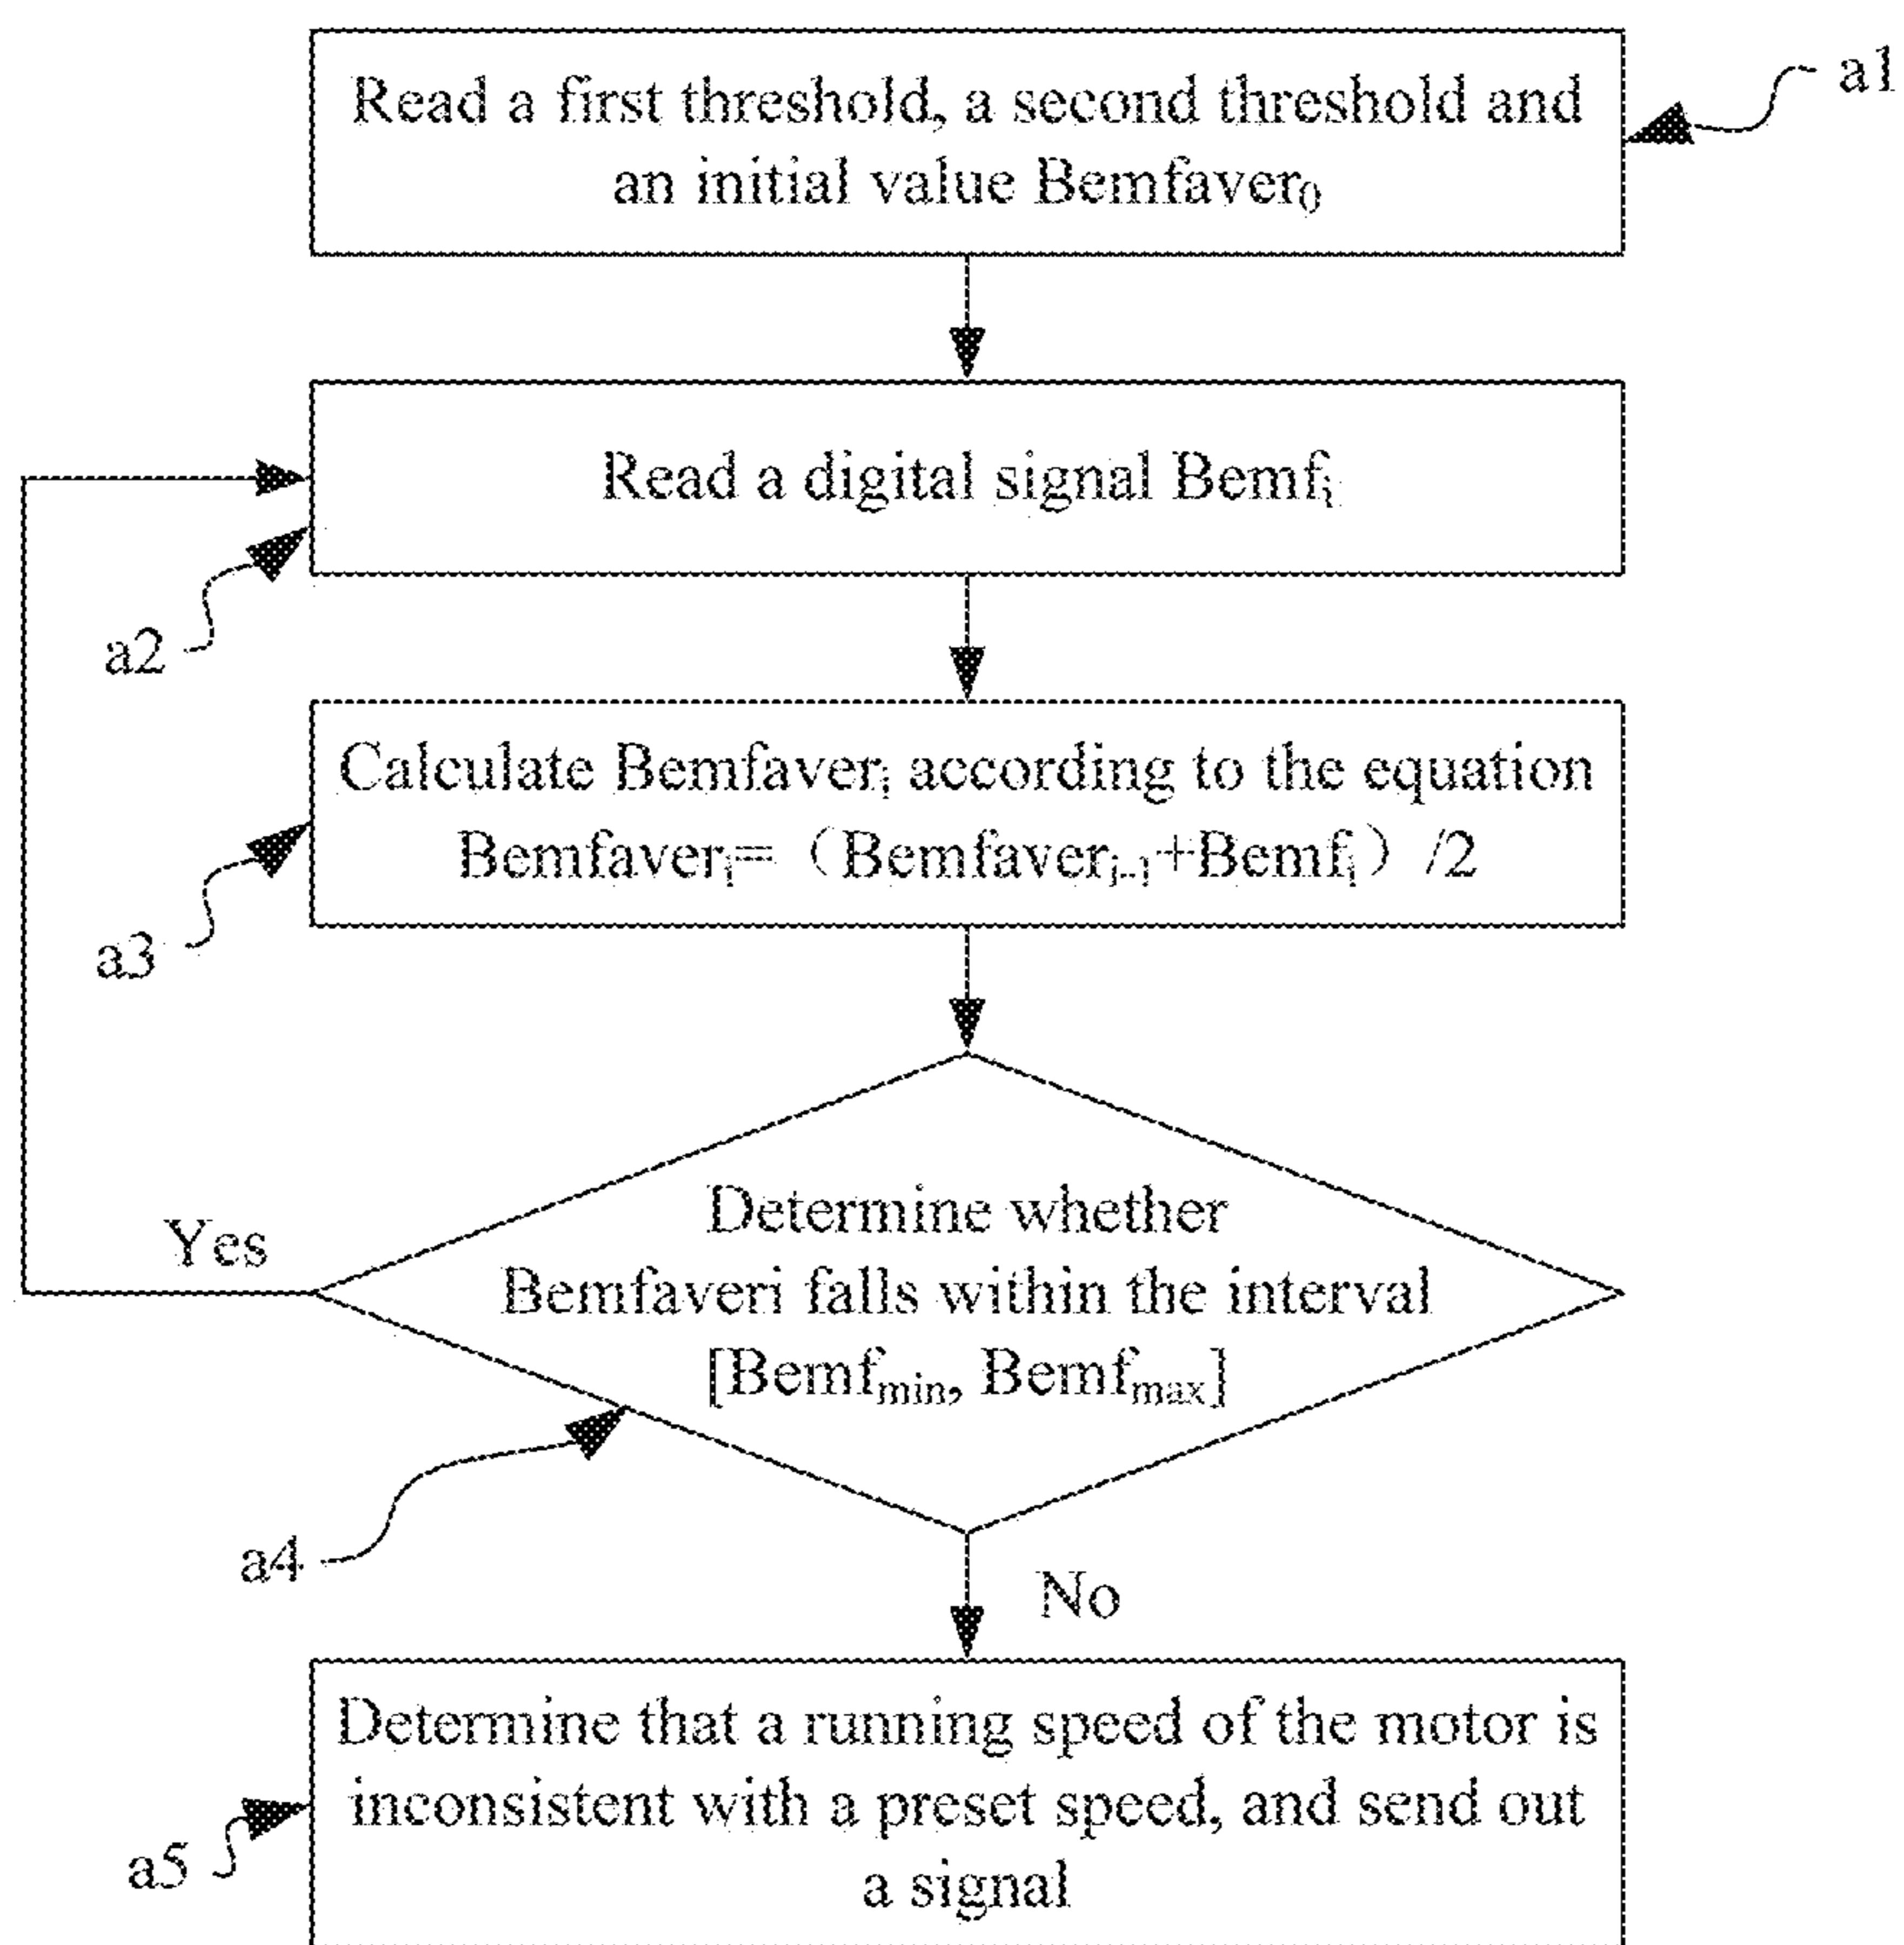 Read a first threshold, a second threshold and
an initial value Bemfaver₀
a1
Read a digital signal Bemfᵢ
a2
Calculate Bemfaverᵢ according to the equation
Bemfaverᵢ=（Bemfaverᵢ₋₁+Bemfᵢ）/2
a3
Determine whether
Bemfaveri falls within the interval
[Bemfmin, Bemfmax]
Yes
a4
No
Determine that a running speed of the motor is
inconsistent with a preset speed, and send out
a signal
a5